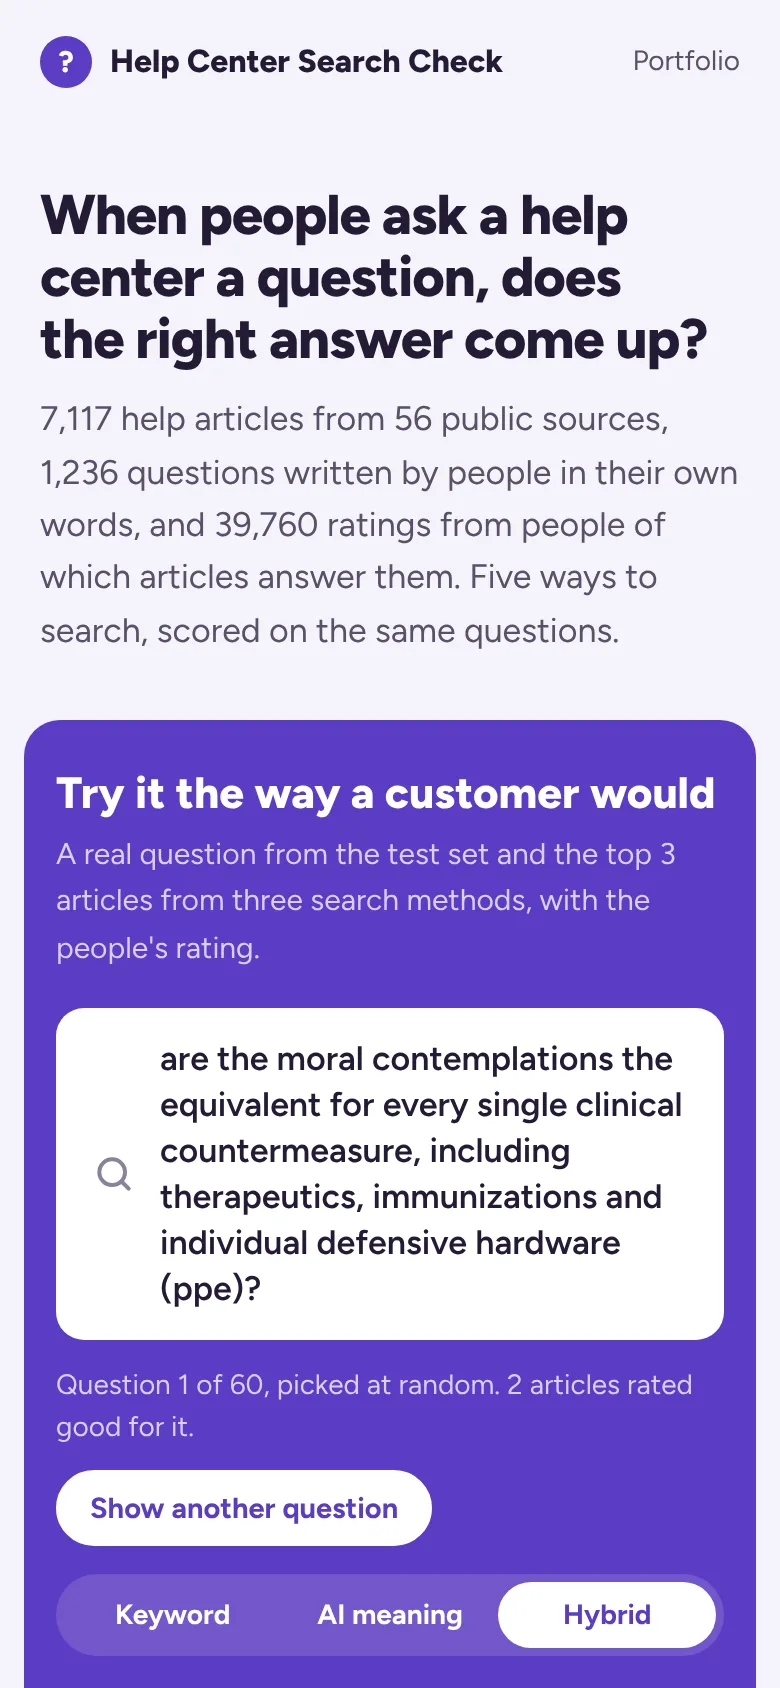 ?
Help Center Search Check
Portfolio
When people ask a help
center a question, does
the right answer come up?
7,117 help articles from 56 public sources,
1,236 questions written by people in their own
words, and 39,760 ratings from people of
which articles answer them. Five ways to
search, scored on the same questions.
Try it the way a customer would
A real question from the test set and the top 3
articles from three search methods, with the
people's rating.
are the moral contemplations the
equivalent for every single clinical
countermeasure, including
therapeutics, immunizations and
individual defensive hardware
(ppe)?
Question 1 of 60, picked at random. 2 articles rated
good for it.
Show another question
Keyword
AI meaning
Hybrid